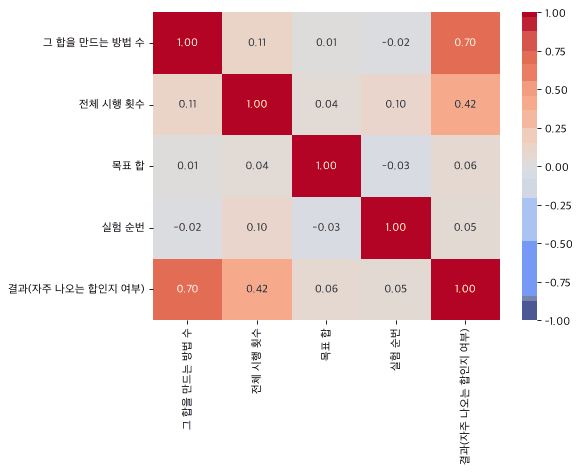 그 합을 만드는 방법 수
1.00 0.11 0.01 -0.02 0.70
전체 시행 횟수
0.11 1.00 0.04 0.10 0.42
목표 합
0.01 0.04 1.00 -0.03 0.06
실험 순번
-0.02 0.10 -0.03 1.00 0.05
결과(자주 나오는 합인지 여부)
0.70 0.42 0.06 0.05 1.00
그 합을 만드는 방법 수
전체 시행 횟수
목표 합
실험 순번
결과(자주 나오는 합인지 여부)
1.00
0.75
0.50
0.25
0.00
-0.25
-0.50
-0.75
-1.00